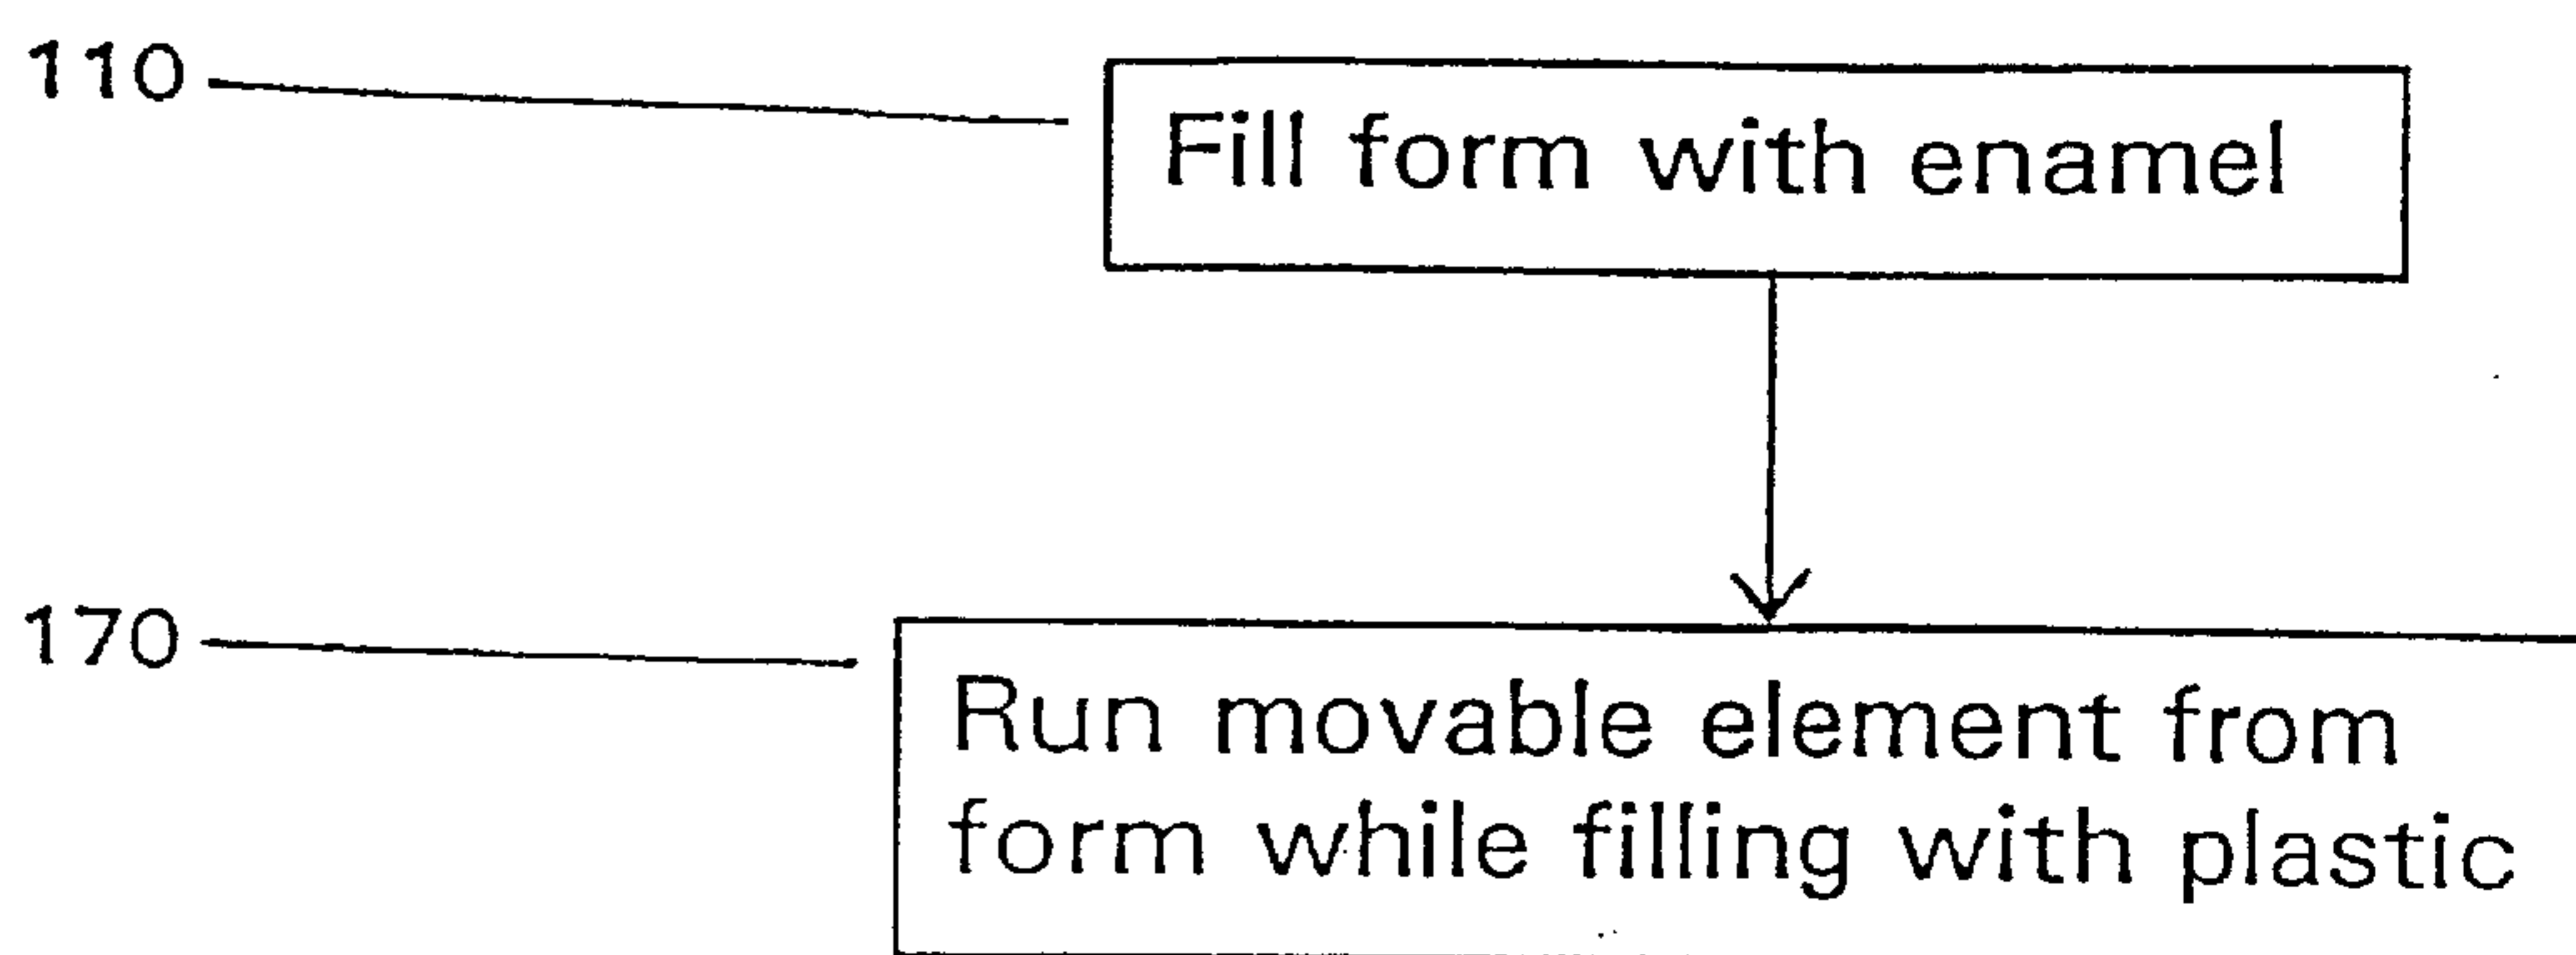 110
Fill form with enamel
170
Run movable element from
form while filling with plastic